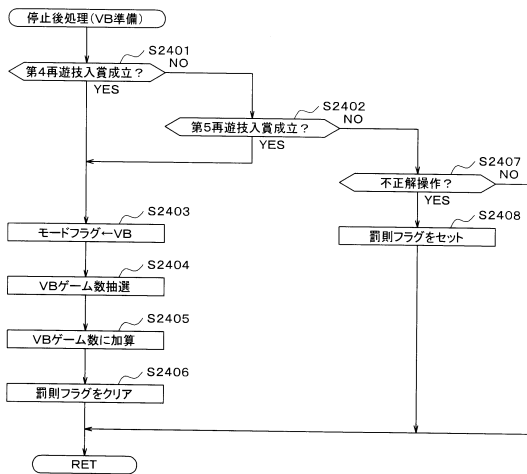 停止後処理(VB準備)
S2401
第4再遊技入賞成立?
NO
YES
S2402
第5再遊技入賞成立?
NO
YES
S2407
不正解操作?
NO
YES
S2403
モードフラグ←VB
S2408
罰則フラグをセット
S2404
VBゲーム数抽選
S2405
VBゲーム数に加算
S2406
罰則フラグをクリア
RET